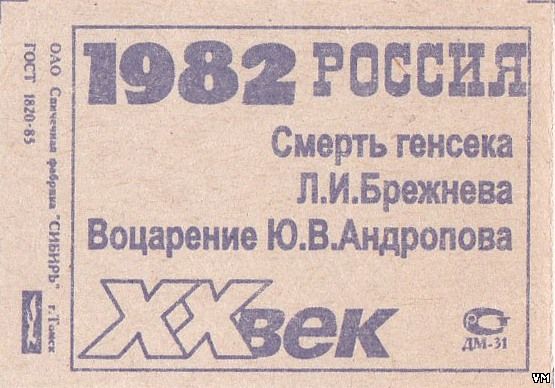 1982 РОССИЯ
Смерть генсека
Л.И.Брежнева
Воцарение Ю.В.Андропова
XX век
РСТ
ДМ-31
ОАО Спичечная фабрика "СИБИРЬ" г.Томск
ГОСТ 1820-85
VM